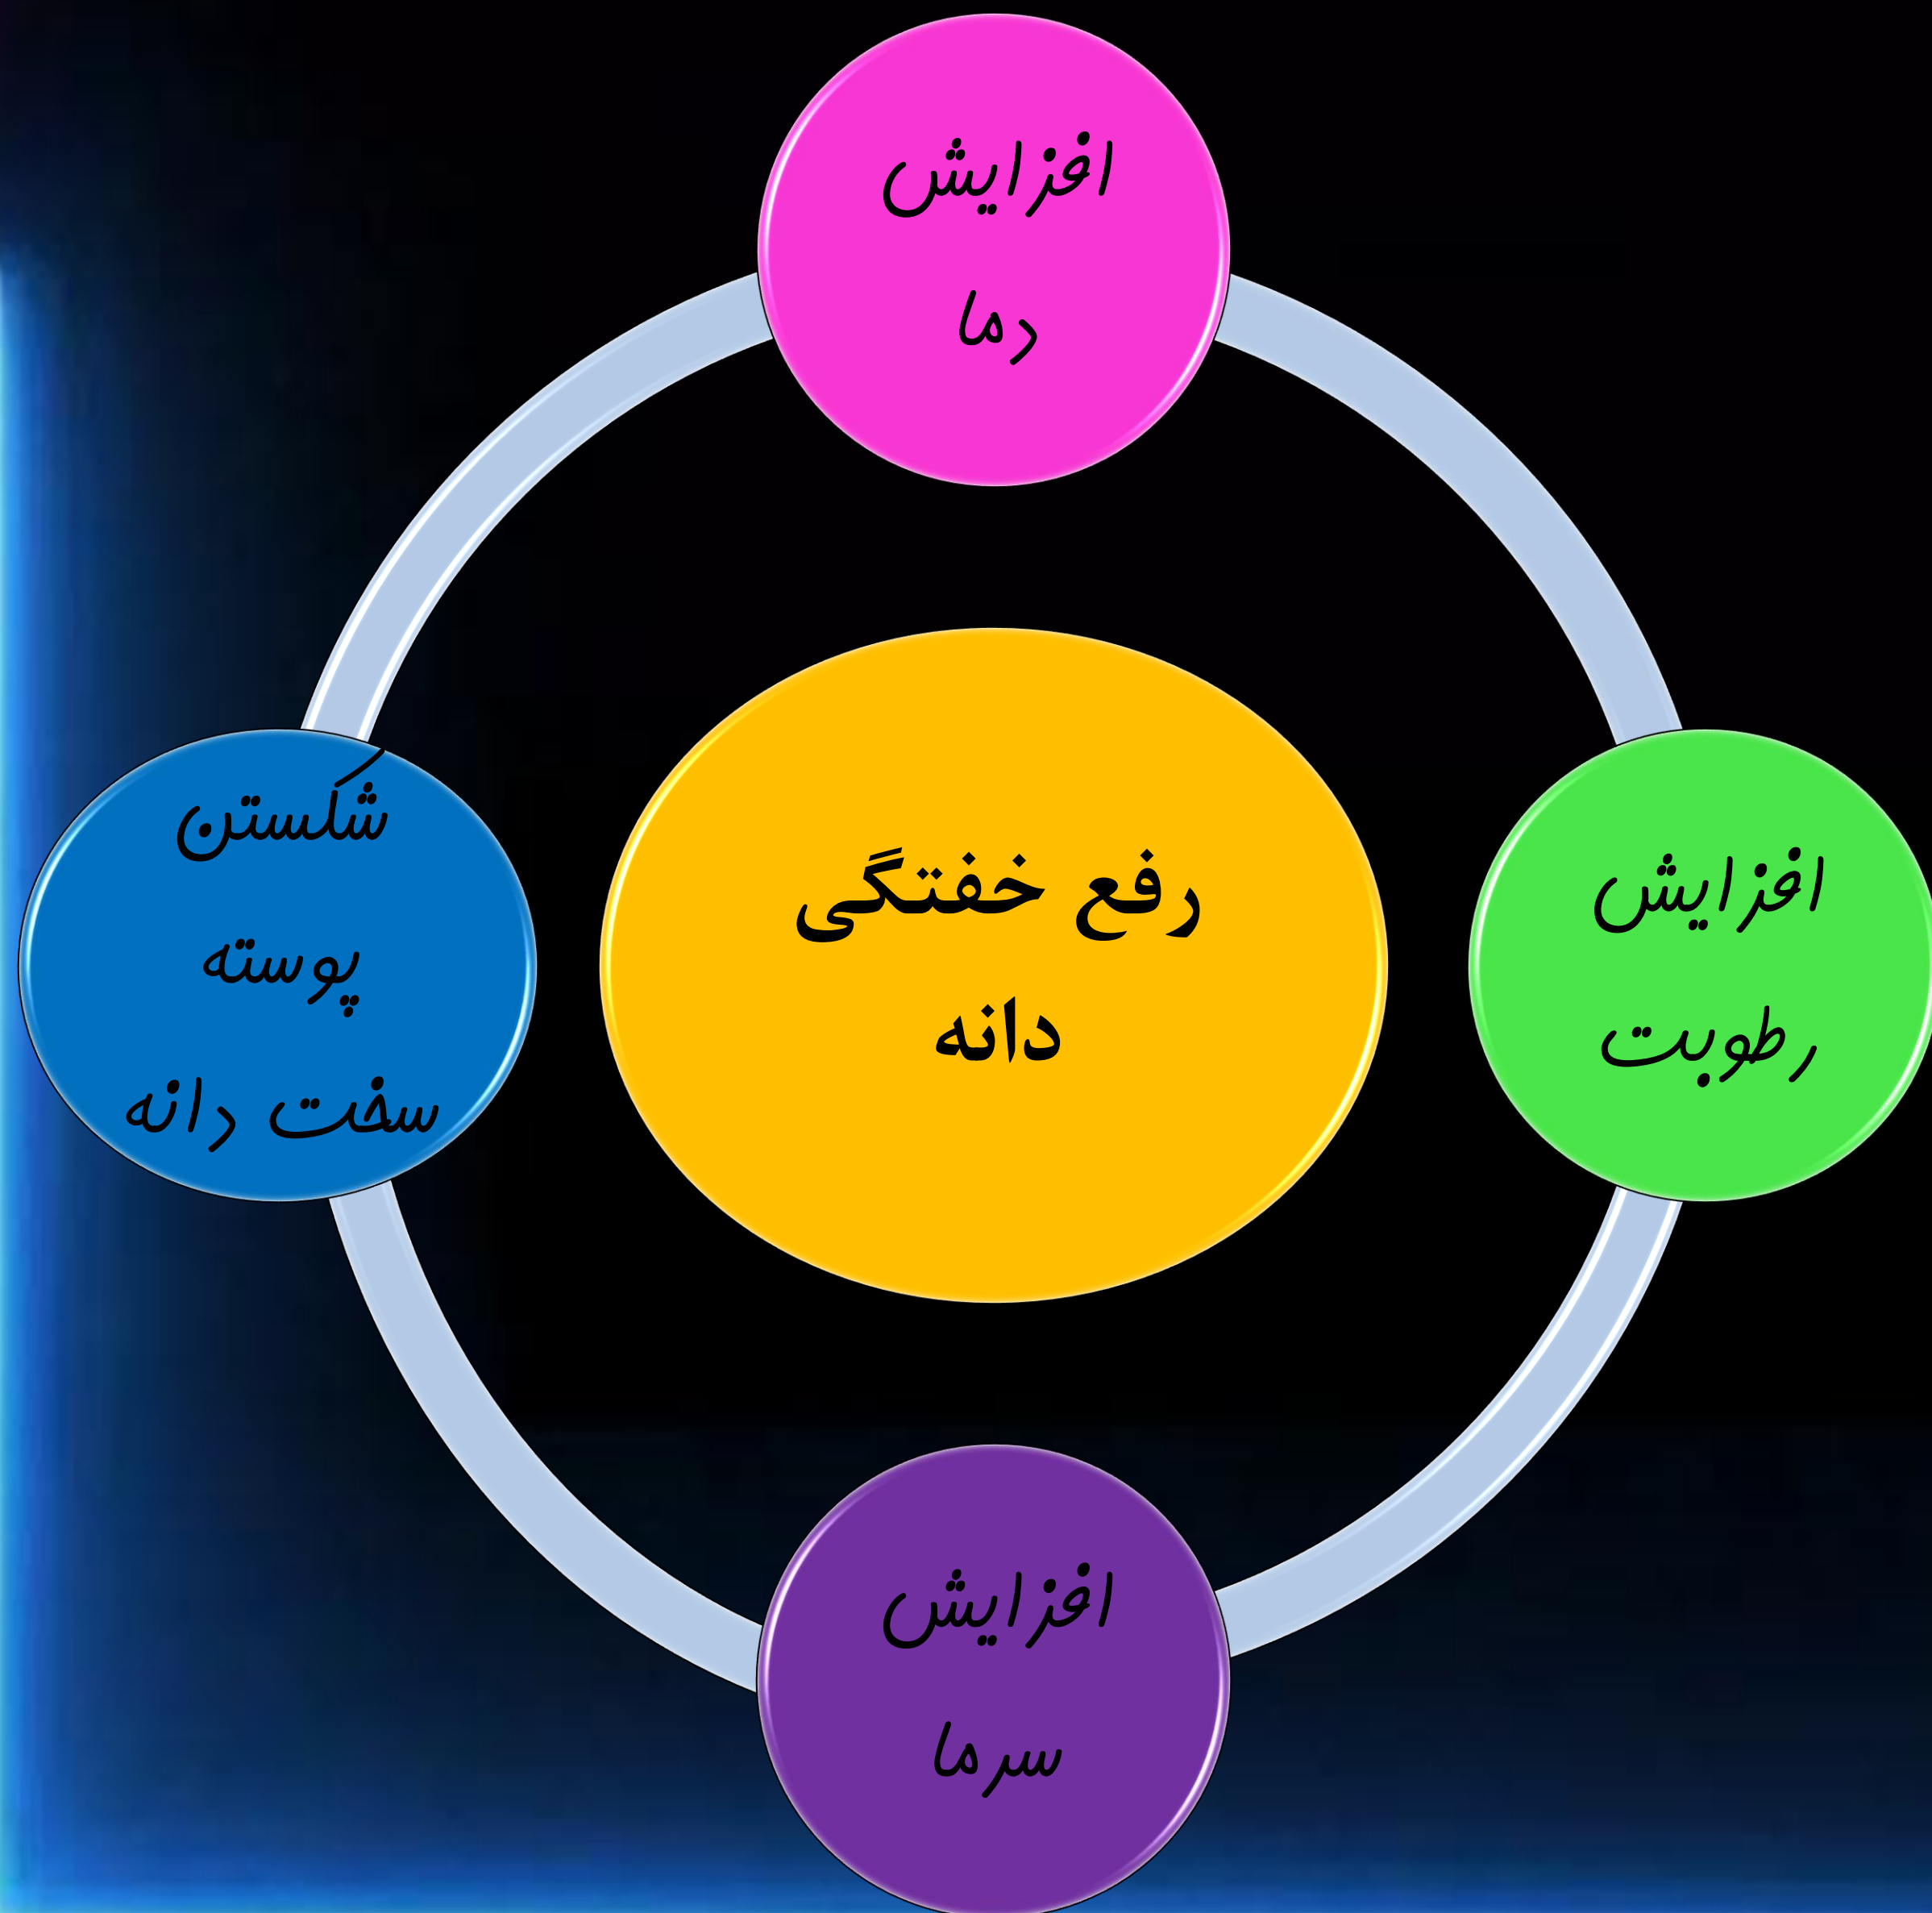 افزایش
دما
شکستن
پوسته
سخت دانه
رفع خفتگی
دانه
افزایش
رطوبت
افزایش
سرما